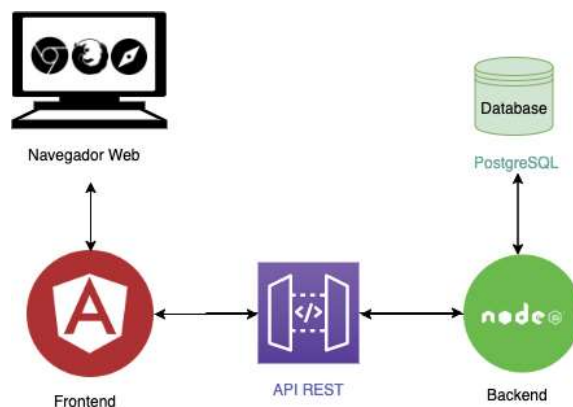 Database
Navegador Web
PostgreSQL
A
</>
node
API REST
Frontend
Backend